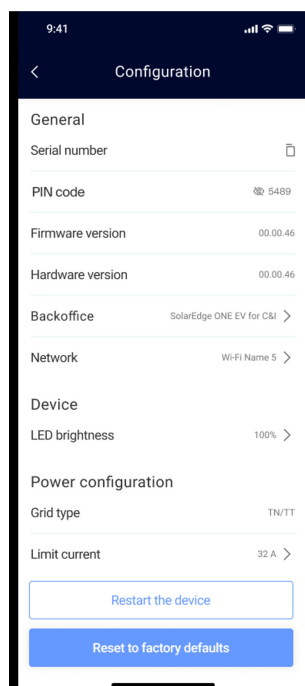 9:41
Configuration
General
Serial number
PIN code 5489
Firmware version 00.00.46
Hardware version 00.00.46
Backoffice SolarEdge ONE EV for C&I
Network Wi-Fi Name 5
Device
LED brightness 100%
Power configuration
Grid type TN/TT
Limit current 32 A
Restart the device
Reset to factory defaults